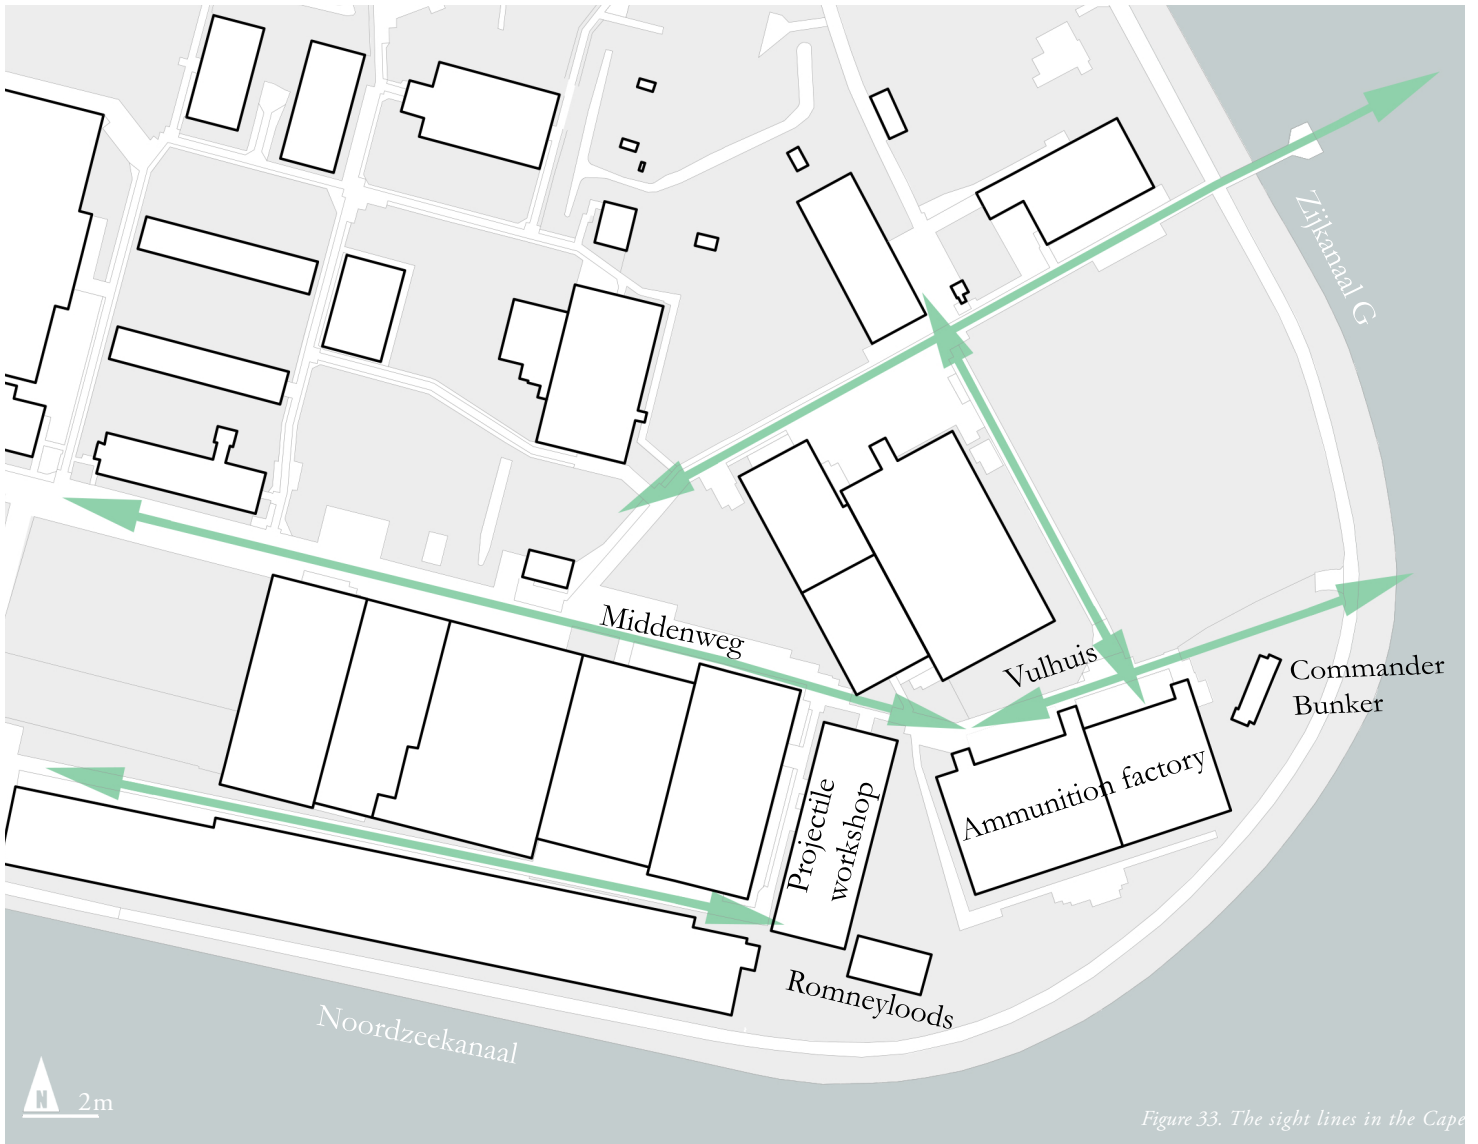 Zijkanaal G
Middenweg
Vulhuis
Commander
Bunker
Ammunition factory
Projectile
workshop
Romneyloods
Noordzeekanaal
N
2m
Figure 33. The sight lines in the Cape